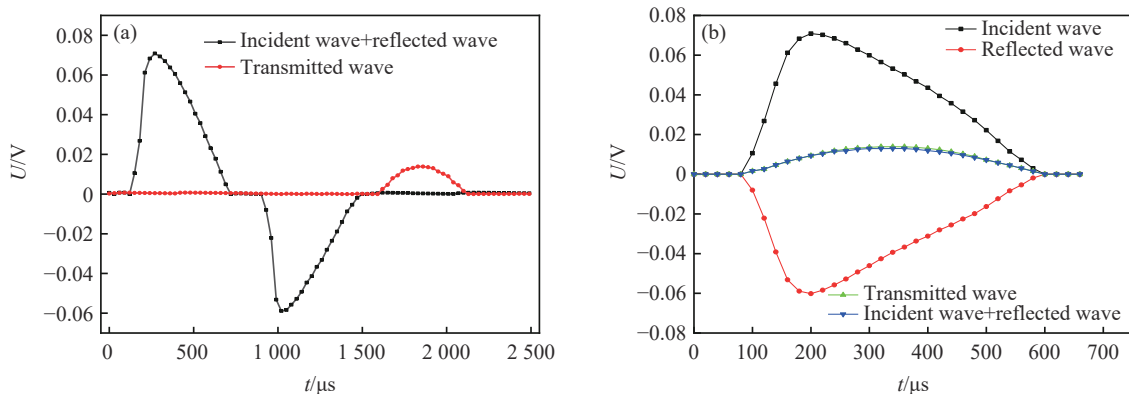 (a)
Incident wave+reflected wave
Transmitted wave
U/V
0.08
0.06
0.04
0.02
0
−0.02
−0.04
−0.06
0 500 1 000 1 500 2 000 2 500
t/μs
(b)
Incident wave
Reflected wave
Transmitted wave
Incident wave+reflected wave
U/V
0.08
0.06
0.04
0.02
0
−0.02
−0.04
−0.06
−0.08
0 100 200 300 400 500 600 700
t/μs